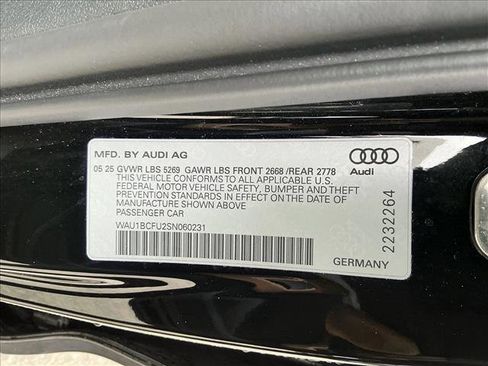 MFD. BY AUDI AG
Audi
05 25 GVWR LBS 5269 GAWR LBS FRONT 2668 / REAR 2778
THIS VEHICLE CONFORMS TO ALL APPLICABLE U.S.
FEDERAL MOTOR VEHICLE SAFETY, BUMPER AND THEFT
PREVENTION STANDARDS IN EFFECT ON THE DATE OF
MANUFACTURE SHOWN ABOVE.
PASSENGER CAR
WAU1BCFU2SN060231
GERMANY
2232264